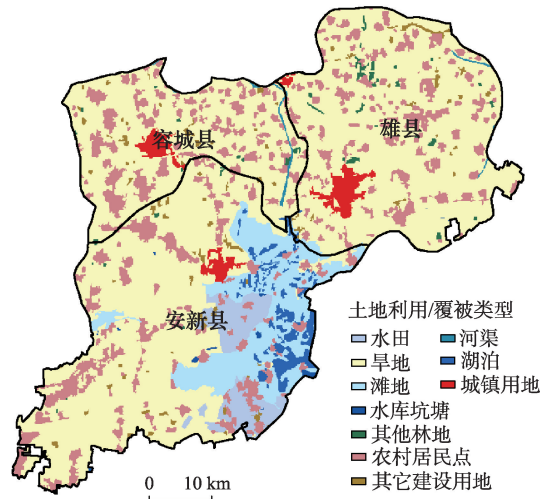 容城县
雄县
安新县
土地利用/覆被类型
水田
河渠
旱地
湖泊
滩地
城镇用地
水库坑塘
其他林地
农村居民点
其它建设用地
0 10 km